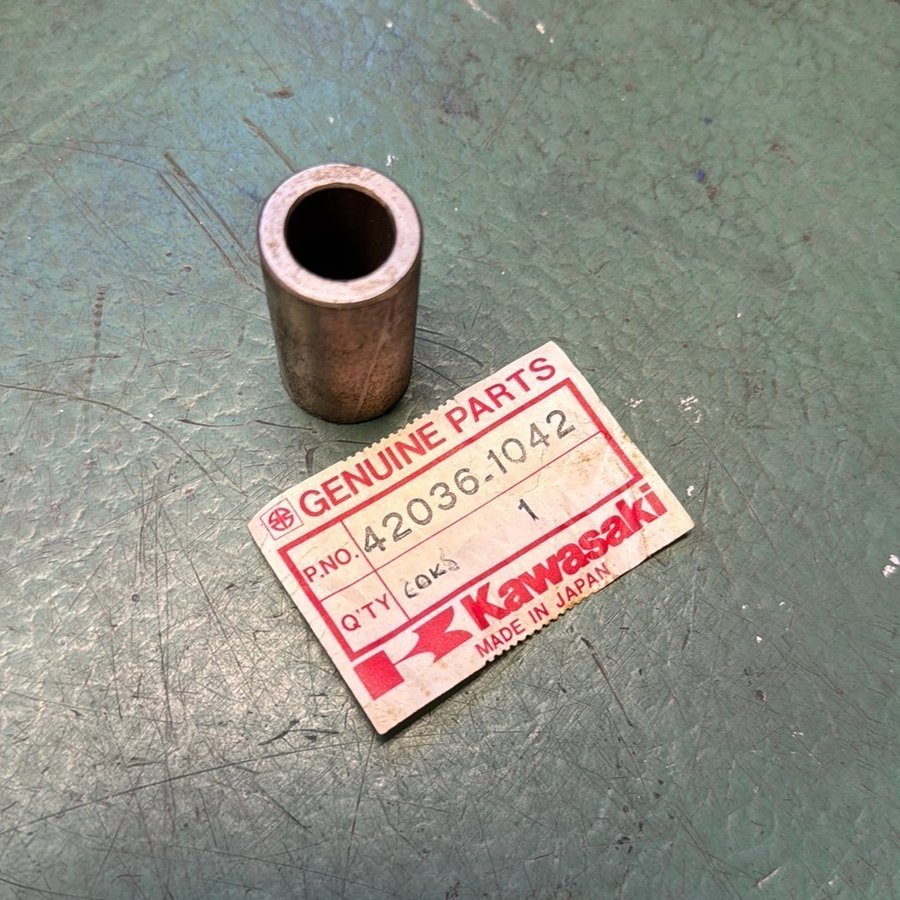 GENUINE PARTS
P.NO. 42036-1042
Q'TY 1
Kawasaki
MADE IN JAPAN